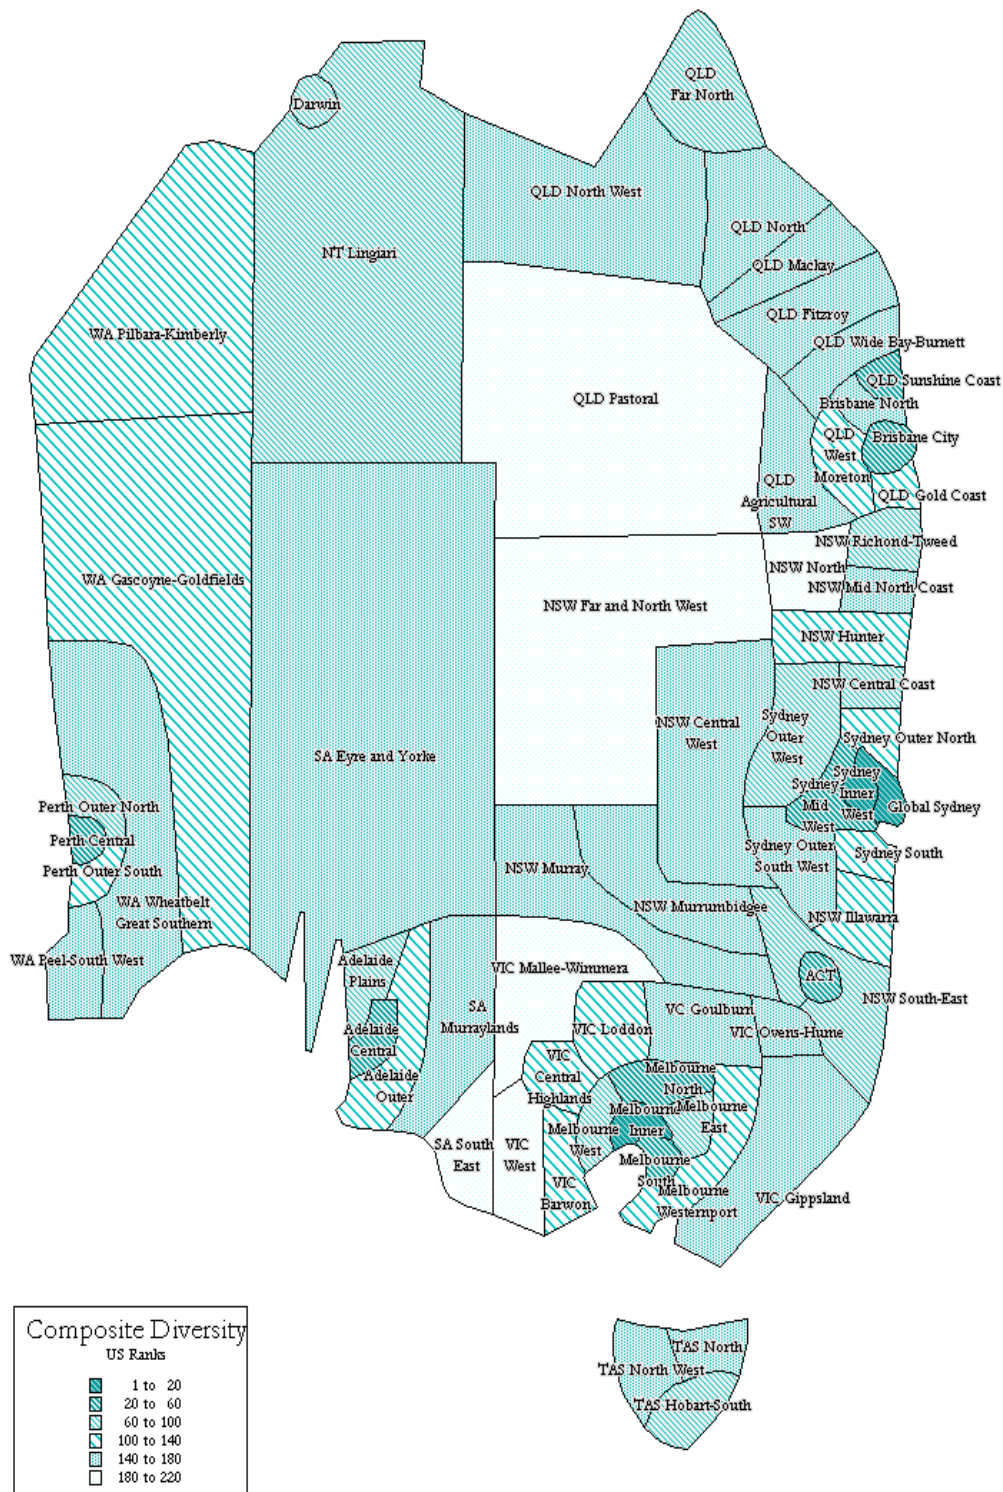 QLD
Far North
Darwin
QLD North West
QLD North
NT Lingiari
QLD Mackay
QLD Fitzroy
WA Pilbara-Kimberly
QLD Wide Bay-Burnett
QLD Sunshine Coast
QLD Pastoral
Brisbane North
QLD
West
Moreton
Brisbane City
QLD
Agricultural
SW
QLD Gold Coast
NSW Richond-Tweed
NSW North
WA Gascoyne-Goldfields
NSW Mid North Coast
NSW Far and North West
NSW Hunter
NSW Central Coast
NSW Central
West
Sydney
Outer
West
Sydney Outer North
SA Eyre and Yorke
Sydney
Inner
West
Sydney
Mid
West
Global Sydney
Perth Outer North
Perth Central
Sydney Outer
South West
Sydney South
Perth Outer South
NSW Murray
WA Wheatbelt
Great Southern
NSW Murrumbidgee
NSW Illawarra
WA Peel-South West
Adelaide
Plains
VIC Mallee-Wimmera
ACT
NSW South-East
SA
Murraylands
VC Goulburn
Adelaide
Central
VIC Loddon
VIC Ovens-Hume
VIC
Central
Highlands
Adelaide
Outer
Melbourne
North
Melbourne
Inner
Melbourne
East
Melbourne
West
SA South
East
VIC
West
Melbourne
South
VIC
Barwon
Melbourne
Westernport
VIC Gippsland
Composite Diversity
US Ranks
1 to 20
20 to 60
60 to 100
100 to 140
140 to 180
180 to 220
TAS North
TAS North West
TAS Hobart-South